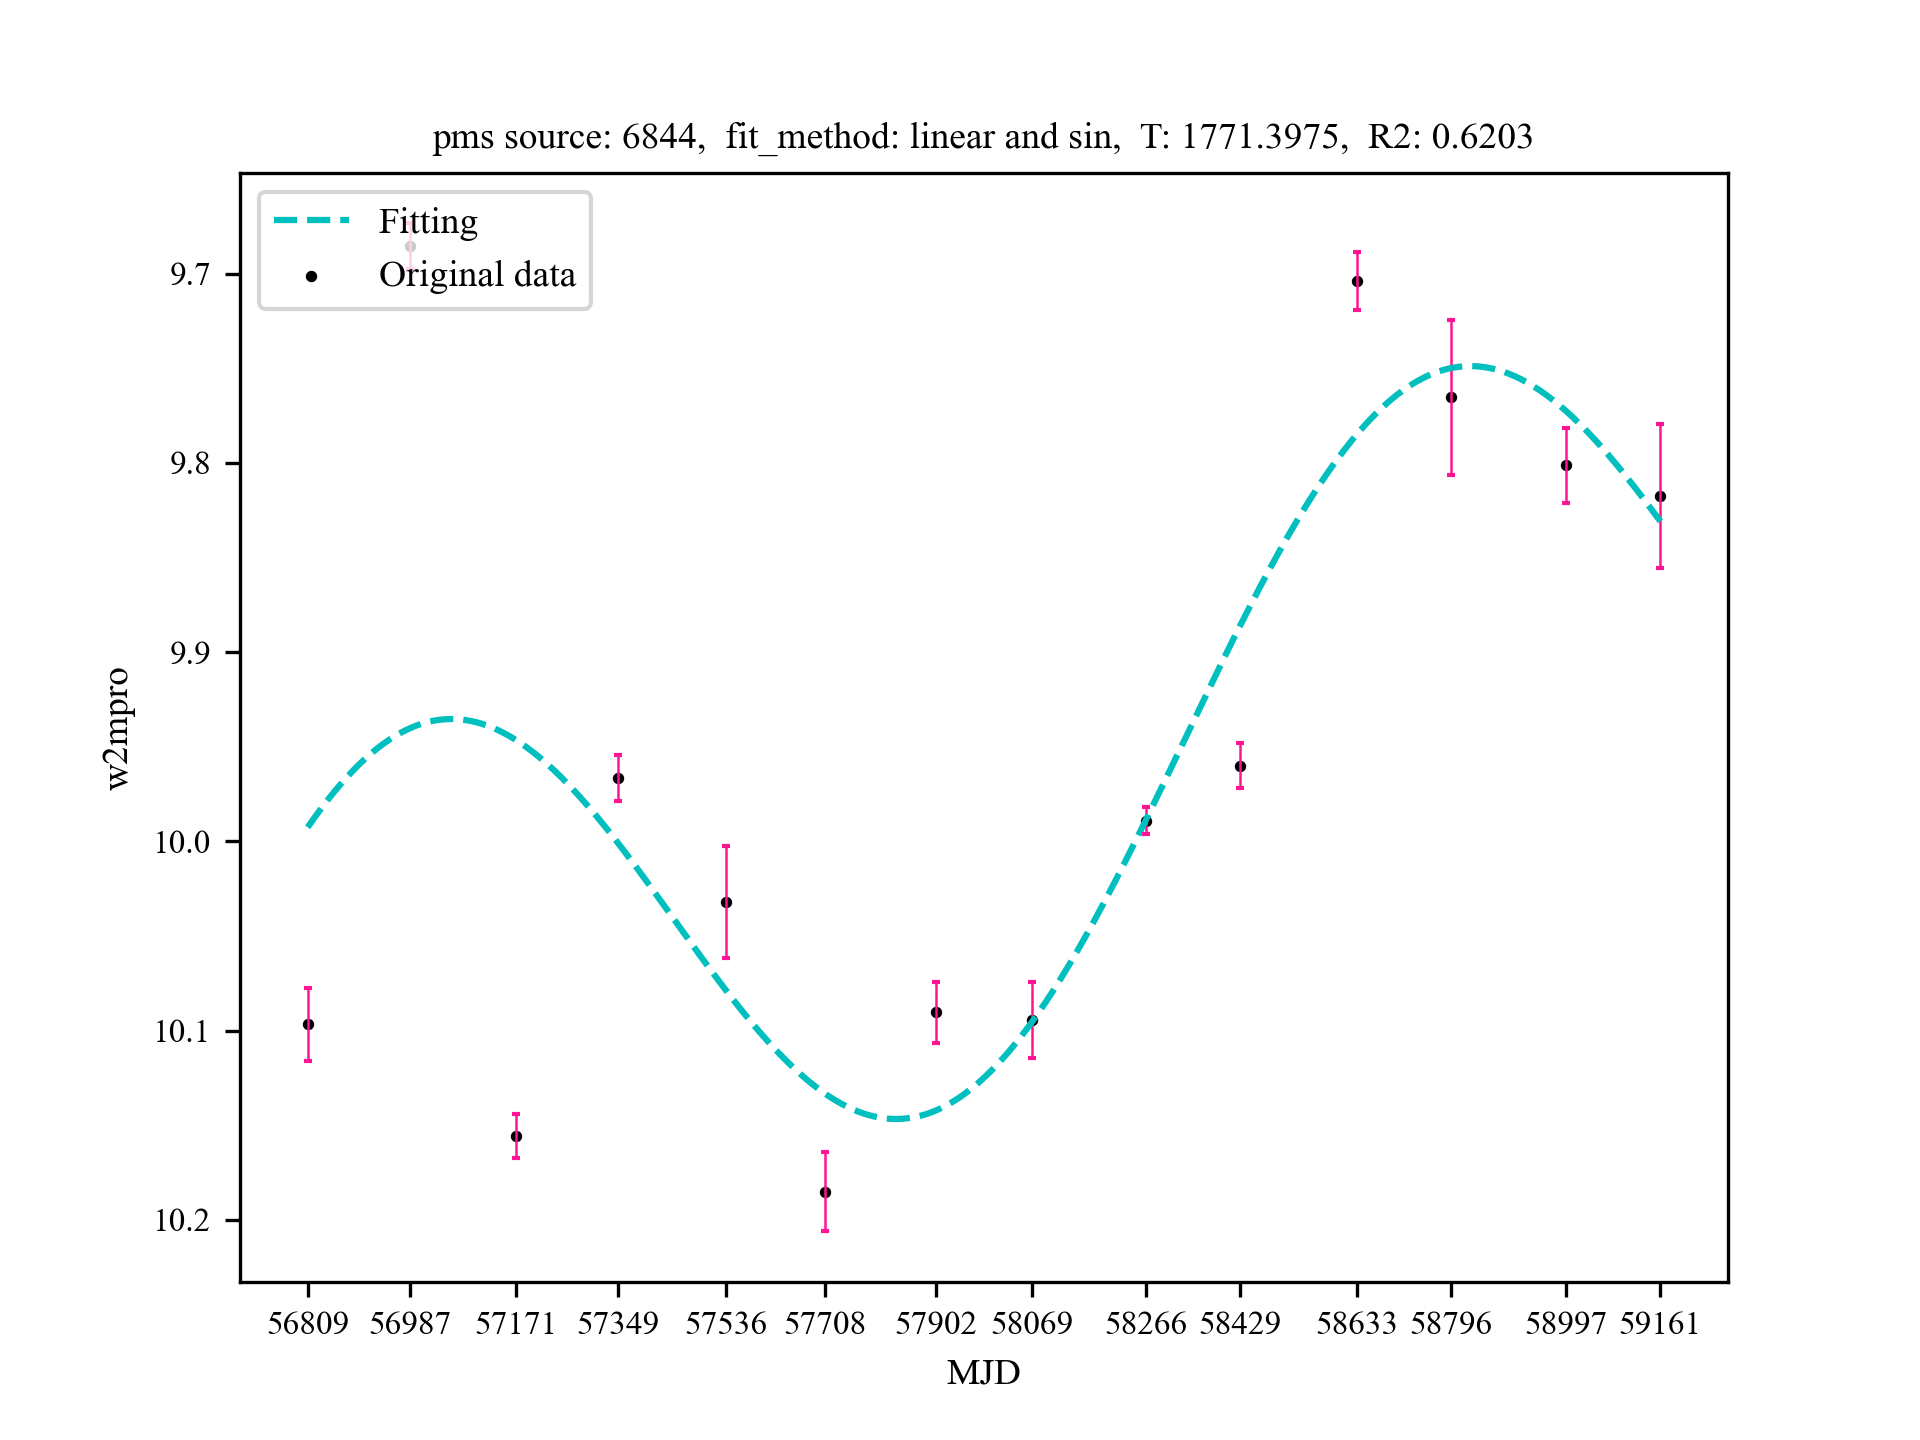 pms source: 6844, fit_method: linear and sin, T: 1771.3975, R2: 0.6203
Fitting
Original data
9.7
9.8
9.9
10.0
10.1
10.2
w2mpro
56809 56987 57171 57349 57536 57708 57902 58069 58266 58429 58633 58796 58997 59161
MJD